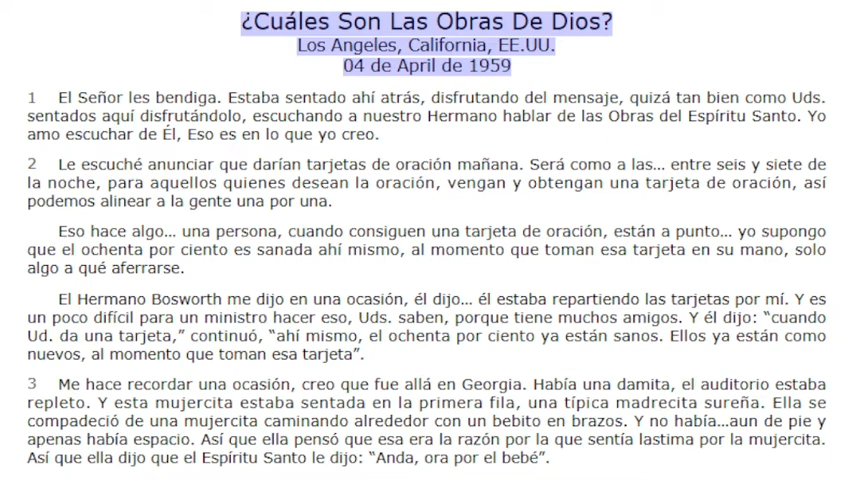 ¿Cuáles Son Las Obras De Dios?
Los Angeles, California, EE.UU.
04 de April de 1959
1 El Señor les bendiga. Estaba sentado ahí atrás, disfrutando del mensaje, quizá tan bien como Uds.
sentados aquí disfrutándolo, escuchando a nuestro Hermano hablar de las Obras del Espíritu Santo. Yo
amo escuchar de Él, Eso es en lo que yo creo.
2 Le escuché anunciar que darían tarjetas de oración mañana. Será como a las... entre seis y siete de
la noche, para aquellos quienes desean la oración, vengan y obtengan una tarjeta de oración, así
podemos alinear a la gente una por una.
Eso hace algo... una persona, cuando consiguen una tarjeta de oración, están a punto... yo supongo
que el ochenta por ciento es sanada ahí mismo, al momento que toman esa tarjeta en su mano, solo
algo a qué aferrarse.
El Hermano Bosworth me dijo en una ocasión, él dijo... él estaba repartiendo las tarjetas por mí. Y es
un poco difícil para un ministro hacer eso, Uds. saben, porque tiene muchos amigos. Y él dijo: “cuando
Ud. da una tarjeta,” continuó, “ahí mismo, el ochenta por ciento ya están sanos. Ellos ya están como
nuevos, al momento que toman esa tarjeta”.
3 Me hace recordar una ocasión, creo que fue allá en Georgia. Había una damita, el auditorio estaba
repleto. Y esta mujercita estaba sentada en la primera fila, una típica madrecita sureña. Ella se
compadeció de una mujercita caminando alrededor con un bebito en brazos. Y no había...aun de pie y
apenas había espacio. Así que ella pensó que esa era la razón por la que sentía lastima por la mujercita.
Así que ella dijo que el Espíritu Santo le dijo: “Anda, ora por el bebé”.